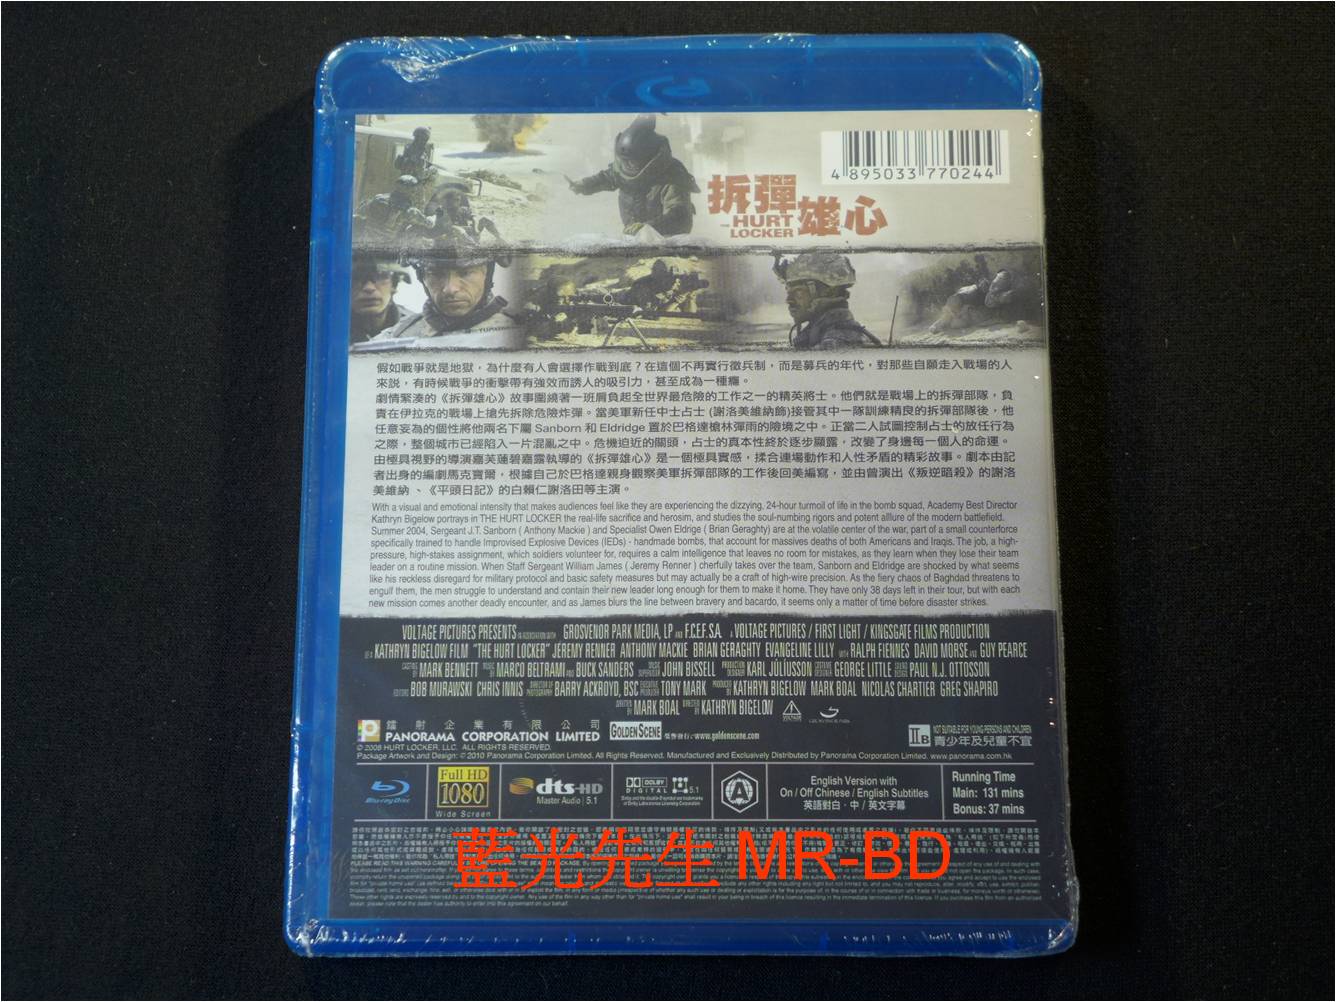 4 895033 770244
拆彈雄心
THE HURT LOCKER
假如戰爭就是地獄，為什麼有人會選擇作戰到底？在這個不再實行徵兵制，而是募兵的年代，對那些自願走入戰場的人
來說，有時候戰爭的衝擊帶有強效而誘人的吸引力，甚至成為一種癮。
劇情緊湊的《拆彈雄心》故事圍繞著一班肩負起全世界最危險的工作之一的精英將士。他們就是戰場上的拆彈部隊，負
責在伊拉克的戰場上搶先拆除危險炸彈。當美軍新任中士占士 (謝洛美維納飾)接管其中一隊訓練精良的拆彈部隊後，他
任意妄為的個性將他兩名下屬 Sanborn 和 Eldridge 置於巴格達槍林彈雨的險境之中。正當二人試圖控制占士的放任行為
之際，整個城市已經陷入一片混亂之中。危機迫近的關頭，占士的真本性終於逐步顯露，改變了身邊每一個人的命運。
由極具視野的導演嘉芙蓮碧嘉露執導的《拆彈雄心》是一個極具實感，揉合連場動作和人性矛盾的精彩故事。劇本由記
者出身的編劇馬克寶爾，根據自己於巴格達親身觀察美軍拆彈部隊的工作後回美編寫，並由曾演出《叛逆暗殺》的謝洛
美維納 、《平頭日記》的白賴仁謝洛田等主演。
With a visual and emotional intensity that makes audiences feel like they are experiencing the dizzying, 24-hour turmoil of life in the bomb squad, Academy Best Director
Kathryn Bigelow portrays in THE HURT LOCKER the real-life sacrifice and herosim, and studies the soul-numbing rigors and potent alllure of the modern battlefield.
Summer 2004, Sergeant J.T. Sanborn ( Anthony Mackie ) and Specialist Owen Eldrige ( Brian Geraghty) are at the volatile center of the war, part of a small counterforce
specifically trained to handle Improvised Explosive Devices (IEDs) - handmade bombs, that account for massives deaths of both Americans and Iraqis. The job, a high-
pressure, high-stakes assignment, which soldiers volunteer for, requires a calm intelligence that leaves no room for mistakes, as they learn when they lose their team
leader on a routine mission. When Staff Sergeant William James ( Jeremy Renner ) cherfully takes over the team, Sanborn and Eldridge are shocked by what seems
like his reckless disregard for military protocol and basic safety measures but may actually be a craft of high-wire precision. As the fiery chaos of Baghdad threatens to
engulf them, the men struggle to understand and contain their new leader long enough for them to make it home. They have only 38 days left in their tour, but with each
new mission comes another deadly encounter, and as James blurs the line between bravery and bacardo, it seems only a matter of time before disaster strikes.
VOLTAGE PICTURES PRESENTS IN ASSOCIATION WITH GROSVENOR PARK MEDIA, LP AND F.C.E.F.S.A. A VOLTAGE PICTURES / FIRST LIGHT / KINGSGATE FILMS PRODUCTION
A KATHRYN BIGELOW FILM "THE HURT LOCKER" JEREMY RENNER ANTHONY MACKIE BRIAN GERAGHTY EVANGELINE LILLY WITH RALPH FIENNES DAVID MORSE AND GUY PEARCE
CASTING BY MARK BENNETT MUSIC BY MARCO BELTRAMI AND BUCK SANDERS MUSIC SUPERVISOR JOHN BISSELL PRODUCTION DESIGNER KARL JÚLÍUSSON COSTUME DESIGNER GEORGE LITTLE SOUND DESIGN PAUL N.J. OTTOSSON
EDITORS BOB MURAWSKI CHRIS INNIS DIRECTOR OF PHOTOGRAPHY BARRY ACKROYD, BSC EXECUTIVE PRODUCER TONY MARK PRODUCED BY KATHRYN BIGELOW MARK BOAL NICOLAS CHARTIER GREG SHAPIRO
WRITTEN BY MARK BOAL DIRECTED BY KATHRYN BIGELOW
鐳射企業有限公司
PANORAMA CORPORATION LIMITED
GOLDEN SCENE www.goldenscene.com
IIB NOT SUITABLE FOR YOUNG PERSONS AND CHILDREN
青少年及兒童不宜
© 2008 HURT LOCKER, LLC. ALL RIGHTS RESERVED.
Package Artwork and Design: © 2010 Panorama Corporation Limited. All Rights Reserved. Manufactured and Exclusively Distributed by Panorama Corporation Limited. www.panorama.com.hk
Blu-ray Disc
Full HD
1080
Wide Screen
dts-HD
Master Audio | 5.1
DOLBY
DIGITAL 5.1
A
English Version with
On / Off Chinese / English Subtitles
英語對白 · 中 / 英文字幕
Running Time
Main: 131 mins
Bonus: 37 mins
藍光先生 MR-BD